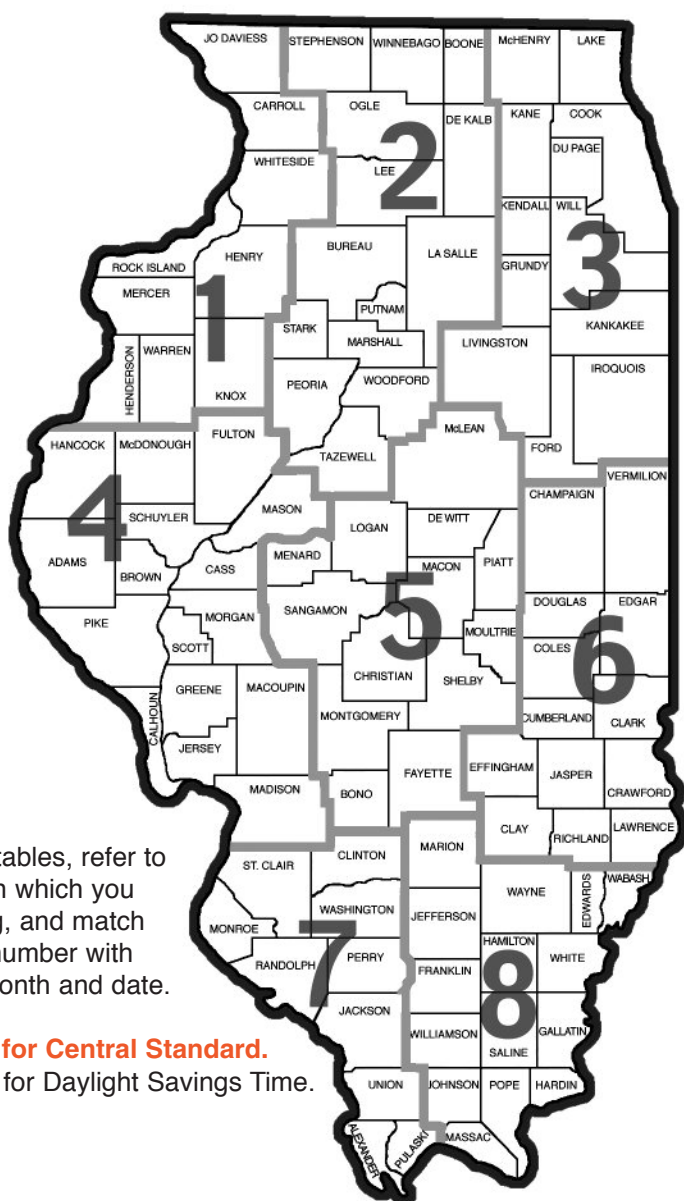 JO DAVIESS
STEPHENSON
WINNEBAGO
BOONE
McHENRY
LAKE
CARROLL
OGLE
DE KALB
KANE
COOK
DU PAGE
2
WHITESIDE
LEE
KENDALL
WILL
3
HENRY
BUREAU
LA SALLE
ROCK ISLAND
GRUNDY
MERCER
1
PUTNAM
STARK
KANKAKEE
HENDERSON
WARREN
MARSHALL
LIVINGSTON
IROQUOIS
KNOX
PEORIA
WOODFORD
HANCOCK
McDONOUGH
FULTON
McLEAN
FORD
TAZEWELL
VERMILION
4
CHAMPAIGN
SCHUYLER
MASON
LOGAN
DE WITT
ADAMS
BROWN
CASS
MENARD
MACON
PIATT
5
DOUGLAS
EDGAR
PIKE
MORGAN
SANGAMON
MOULTRIE
6
SCOTT
COLES
CHRISTIAN
SHELBY
GREENE
MACOUPIN
CALHOUN
MONTGOMERY
CUMBERLAND
CLARK
JERSEY
EFFINGHAM
JASPER
MADISON
BONO
FAYETTE
CRAWFORD
CLAY
RICHLAND
LAWRENCE
tables, refer to
n which you
g, and match
number with
onth and date.
for Central Standard.
for Daylight Savings Time.
ST. CLAIR
CLINTON
MARION
WAYNE
EDWARDS
WABASH
WASHINGTON
JEFFERSON
MONROE
7
HAMILTON
WHITE
RANDOLPH
PERRY
FRANKLIN
8
JACKSON
WILLIAMSON
SALINE
GALLATIN
UNION
JOHNSON
POPE
HARDIN
ALEXANDER
PULASKI
MASSAC